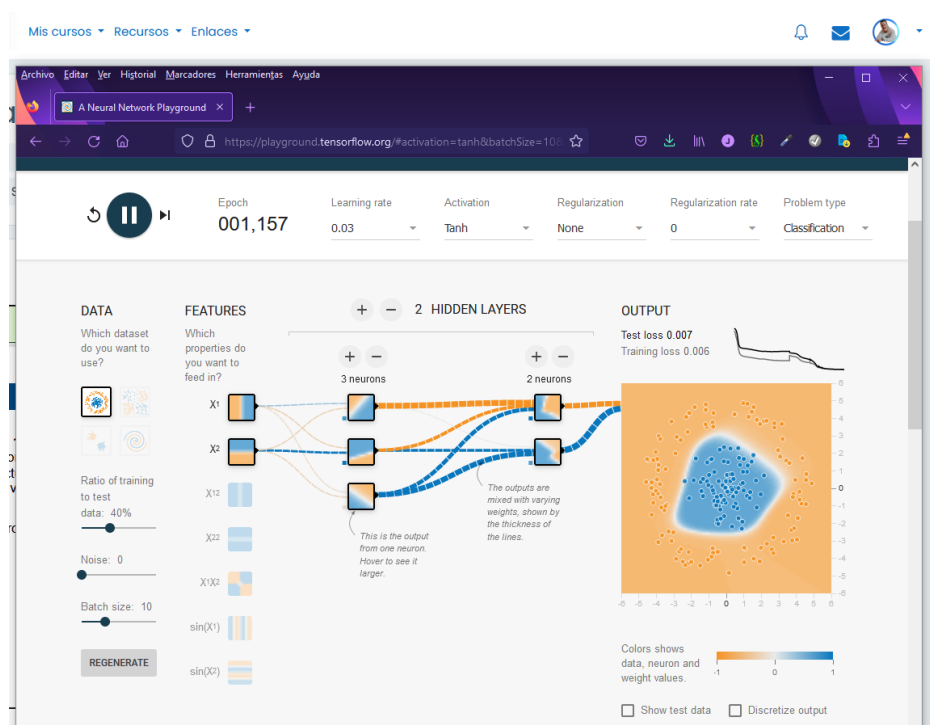 Mis cursos Recursos Enlaces
Archivo Editar Ver Historial Marcadores Herramientas Ayuda
A Neural Network Playground
https://playground.tensorflow.org/#activation=tanh&batchSize=10&
Epoch
001,157
Learning rate
0.03
Activation
Tanh
Regularization
None
Regularization rate
0
Problem type
Classification
DATA
Which dataset
do you want to
use?
Ratio of training
to test
data: 40%
Noise: 0
Batch size: 10
REGENERATE
FEATURES
Which
properties do
you want to
feed in?
X1
X2
X12
X22
X1X2
sin(X1)
sin(X2)
+ − 2 HIDDEN LAYERS
+ −
3 neurons
+ −
2 neurons
This is the output
from one neuron.
Hover to see it
larger.
The outputs are
mixed with varying
weights, shown by
the thickness of
the lines.
OUTPUT
Test loss 0.007
Training loss 0.006
6
5
4
3
2
1
0
-1
-2
-3
-4
-5
-6
-6 -5 -4 -3 -2 -1 0 1 2 3 4 5 6
Colors shows
data, neuron and
weight values.
-1 0 1
Show test data Discretize output